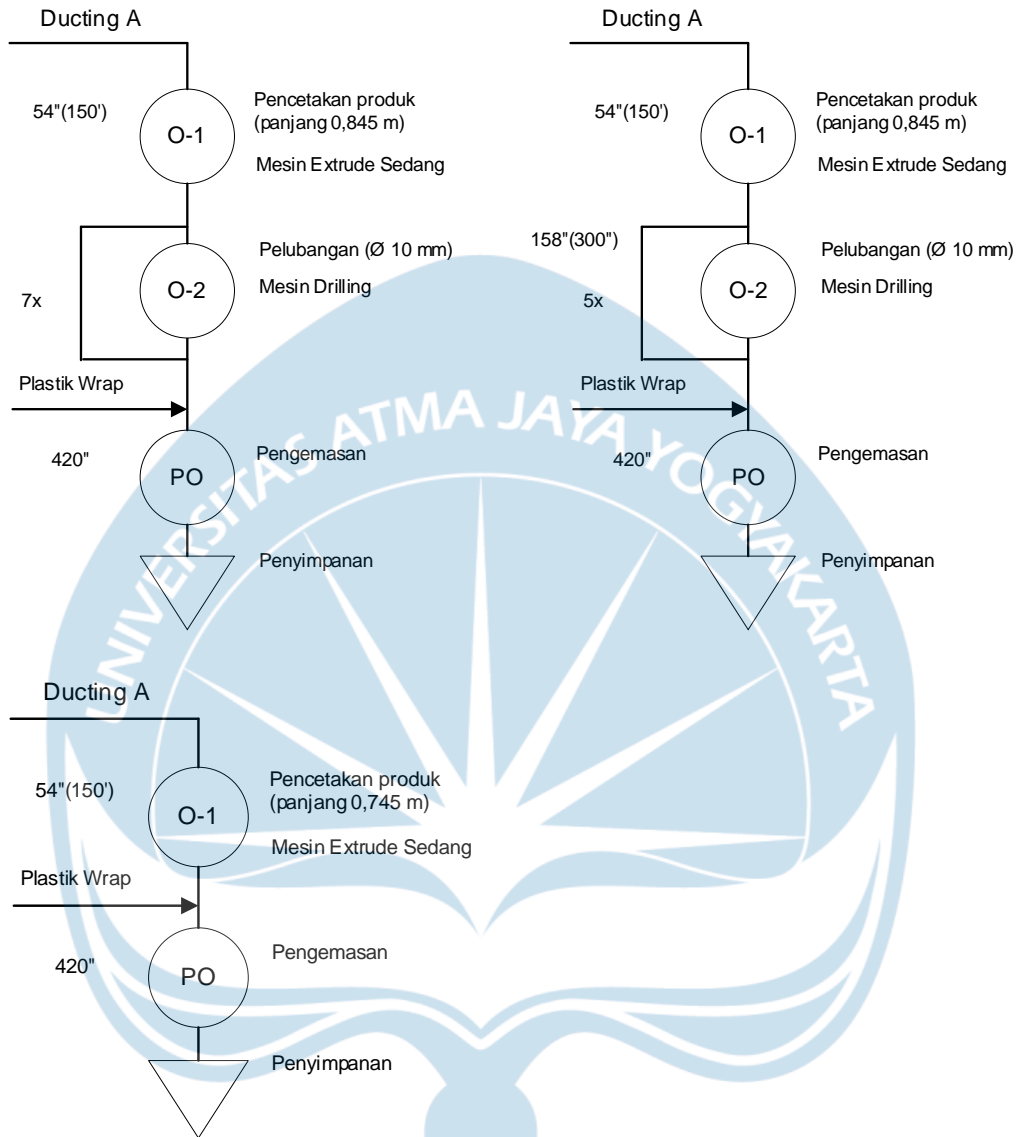 Ducting A
54"(150')
O-1
Pencetakan produk
(panjang 0,845 m)
Mesin Extrude Sedang
7x
O-2
Pelubangan (Ø 10 mm)
Mesin Drilling
Plastik Wrap
420"
PO
Pengemasan
Penyimpanan
Ducting A
54"(150')
O-1
Pencetakan produk
(panjang 0,845 m)
Mesin Extrude Sedang
158"(300")
5x
O-2
Pelubangan (Ø 10 mm)
Mesin Drilling
Plastik Wrap
420"
PO
Pengemasan
Penyimpanan
Ducting A
54"(150')
O-1
Pencetakan produk
(panjang 0,745 m)
Mesin Extrude Sedang
Plastik Wrap
420"
PO
Pengemasan
Penyimpanan
UNIVERSITAS ATMA JAYA YOGYAKARTA